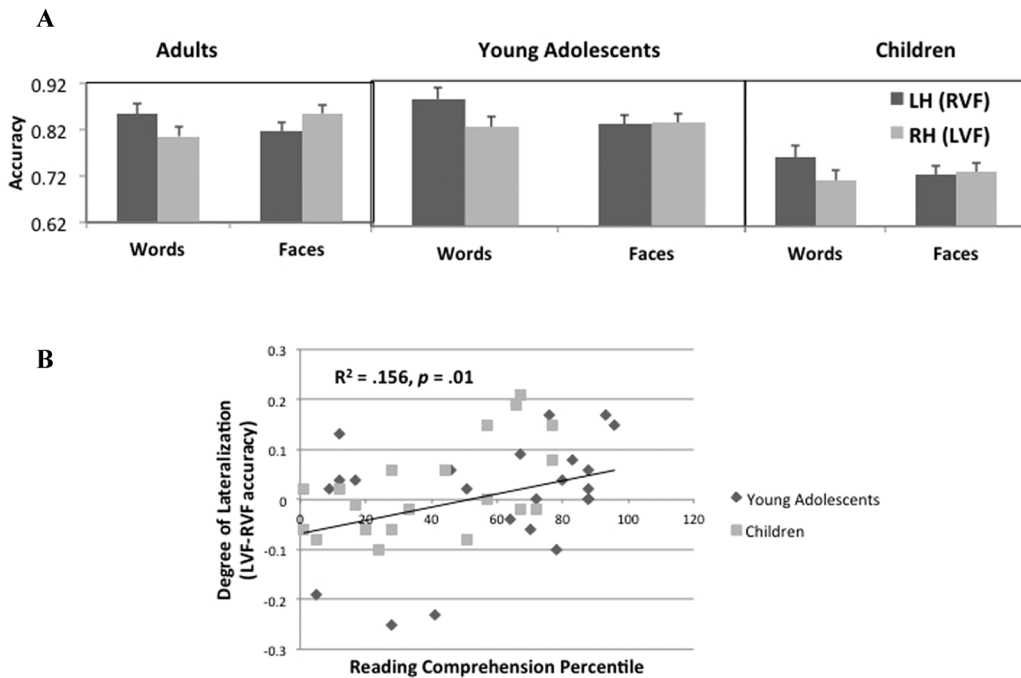 A
Adults
Young Adolescents
Children
Accuracy
0.92
0.82
0.72
0.62
LH (RVF)
RH (LVF)
Words
Faces
Words
Faces
Words
Faces
B
Degree of Lateralization
(LVF-RVF accuracy)
0.3
0.2
0.1
0
-0.1
-0.2
-0.3
R² = .156, p = .01
0
20
40
60
80
100
120
Young Adolescents
Children
Reading Comprehension Percentile